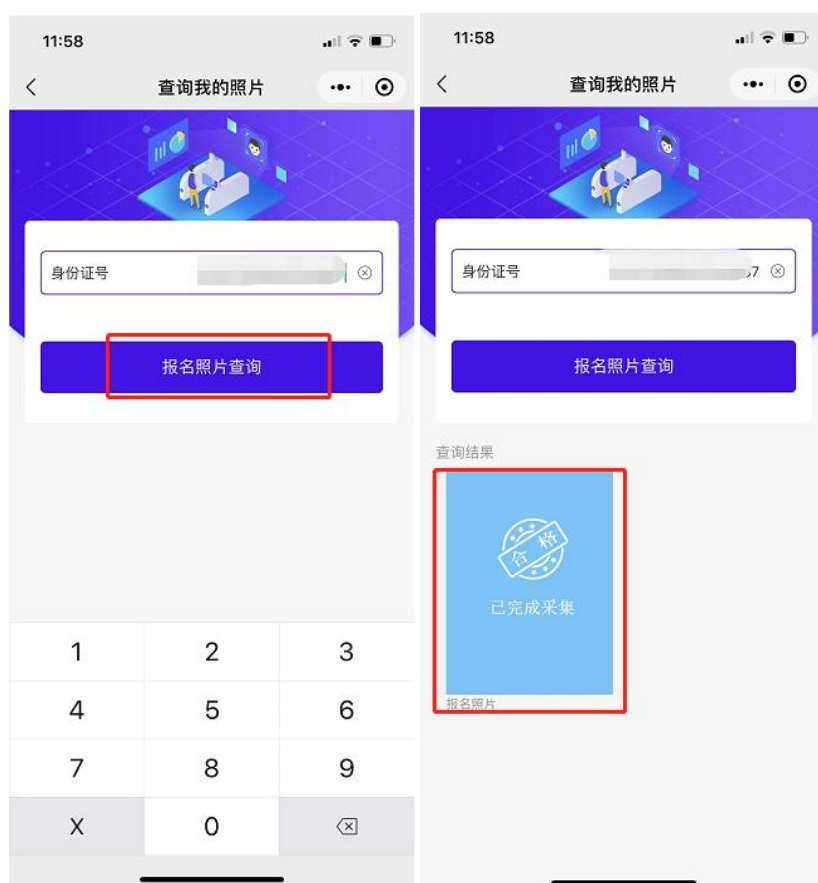 11:58
查询我的照片
身份证号
报名照片查询
1
2
3
4
5
6
7
8
9
X
0
11:58
查询我的照片
身份证号
7
报名照片查询
查询结果
合格
已完成采集
报名照片